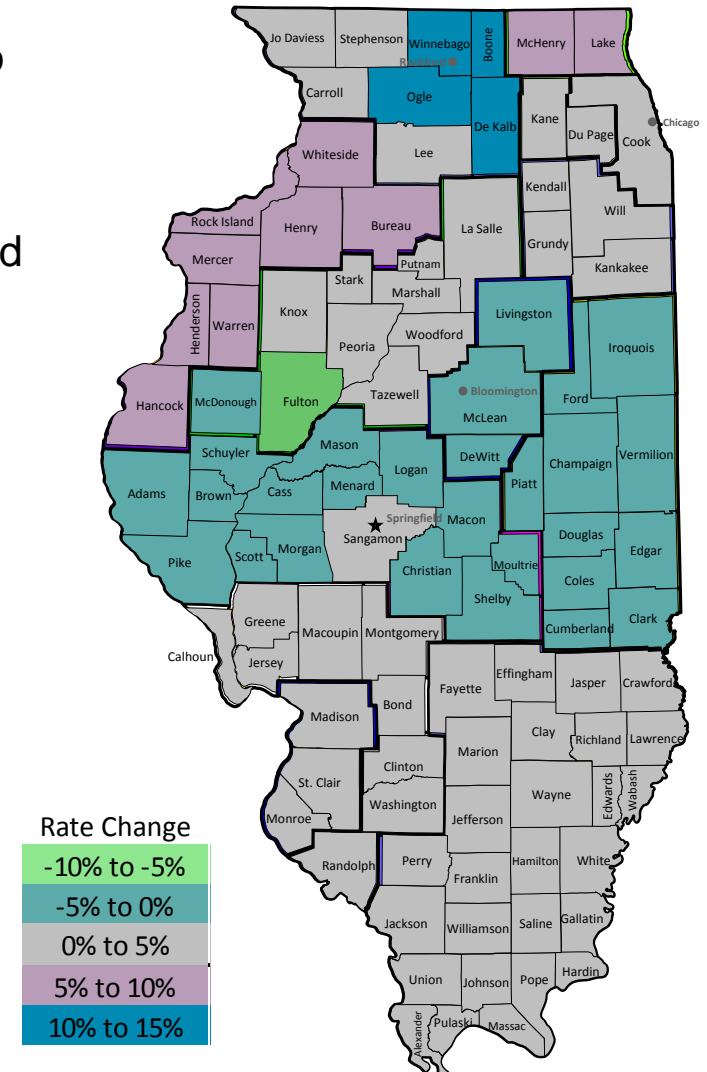 Jo Daviess
Stephenson
Winnebago
Boone
McHenry
Lake
Rockford
Carroll
Ogle
De Kalb
Kane
Du Page
Cook
Chicago
Whiteside
Lee
Kendall
Will
Rock Island
Henry
Bureau
La Salle
Grundy
Mercer
Putnam
Kankakee
Stark
Marshall
Henderson
Warren
Knox
Livingston
Peoria
Woodford
Iroquois
Hancock
McDonough
Fulton
Tazewell
Bloomington
McLean
Ford
Schuyler
Mason
Logan
DeWitt
Champaign
Vermilion
Adams
Brown
Cass
Menard
Piatt
Springfield
Macon
Sangamon
Pike
Scott
Morgan
Christian
Moultrie
Douglas
Edgar
Coles
Shelby
Greene
Macoupin
Montgomery
Cumberland
Clark
Calhoun
Jersey
Fayette
Effingham
Jasper
Crawford
Madison
Bond
Clay
Richland
Lawrence
Marion
St. Clair
Clinton
Wayne
Edwards
Wabash
Monroe
Washington
Jefferson
Randolph
Perry
Hamilton
White
Franklin
Jackson
Williamson
Saline
Gallatin
Union
Johnson
Pope
Hardin
Alexander
Pulaski
Massac
d
Rate Change
-10% to -5%
-5% to 0%
0% to 5%
5% to 10%
10% to 15%